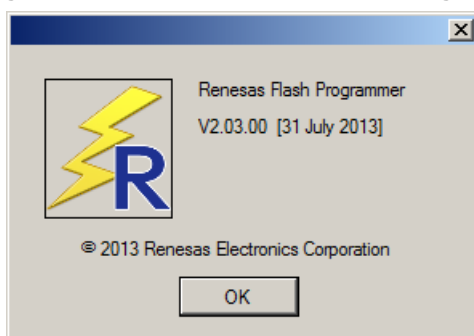 Renesas Flash Programmer
V2.03.00 [31 July 2013]
R
© 2013 Renesas Electronics Corporation
OK